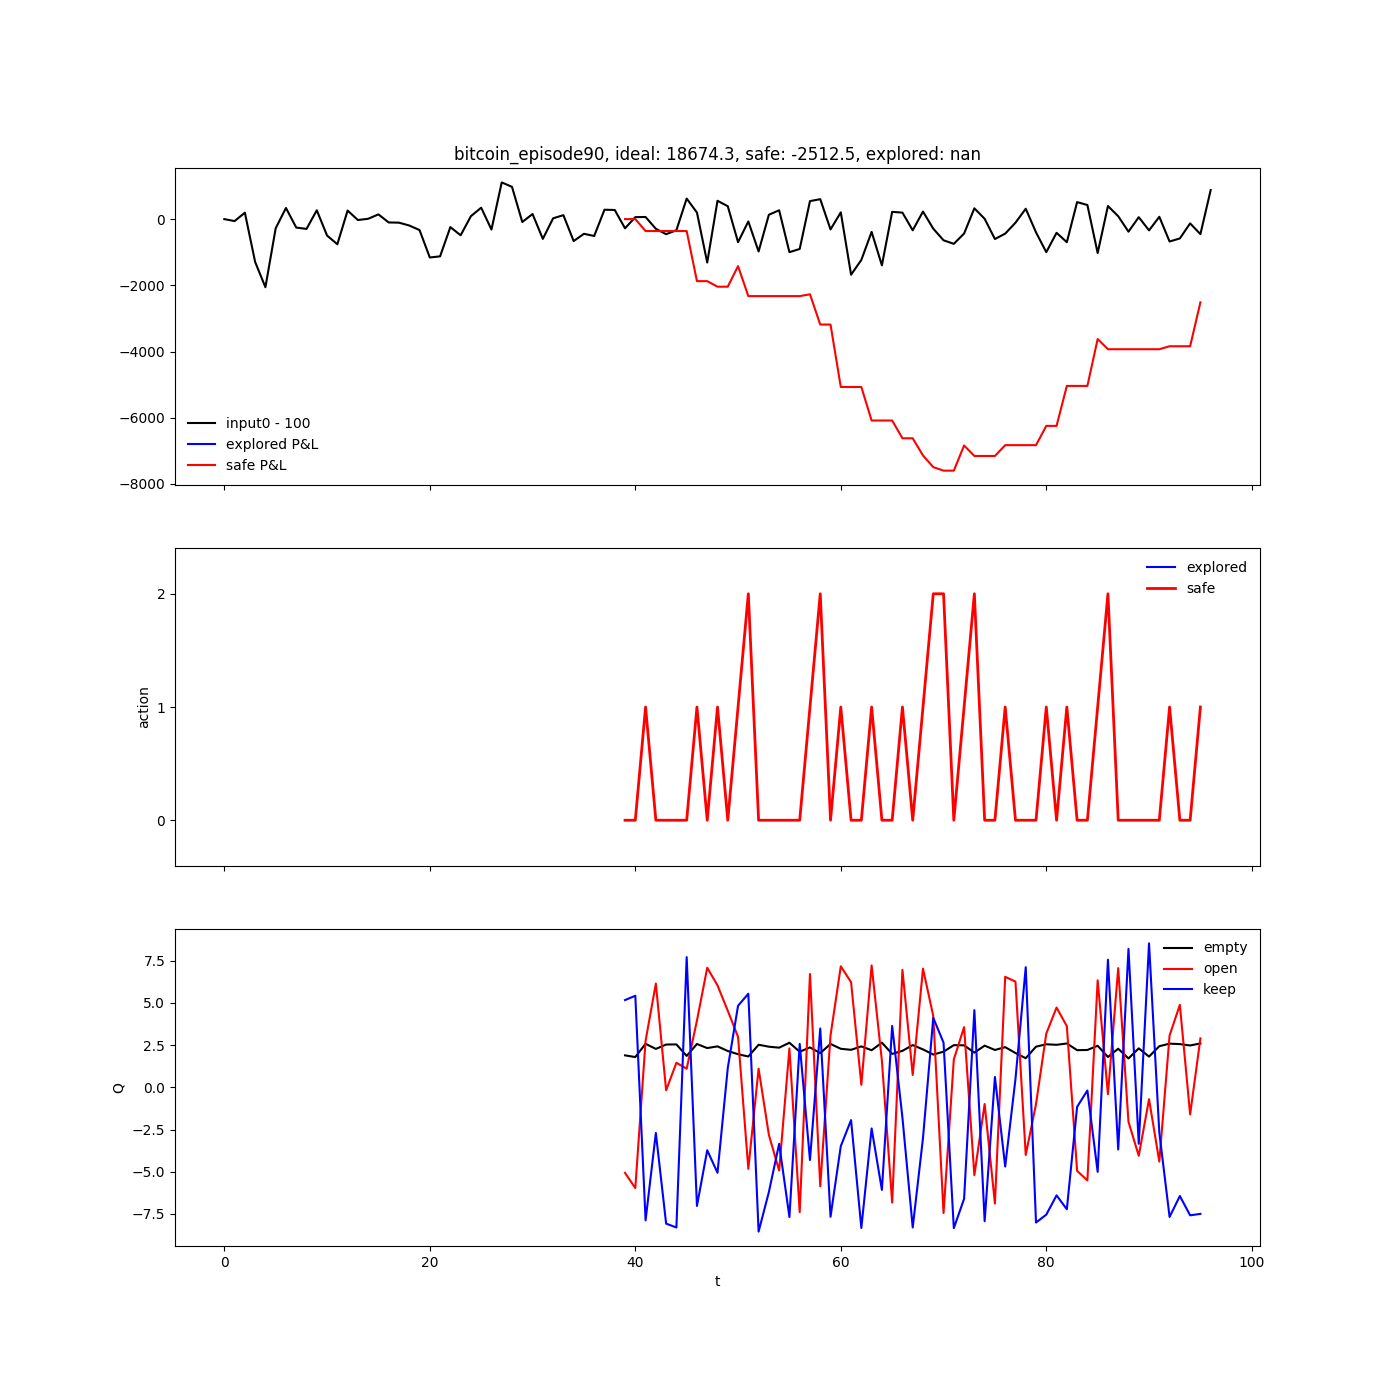 bitcoin_episode90, ideal: 18674.3, safe: -2512.5, explored: nan
0
−2000
−4000
−6000
−8000
input0 - 100
explored P&L
safe P&L
action
2
1
0
explored
safe
Q
7.5
5.0
2.5
0.0
−2.5
−5.0
−7.5
empty
open
keep
0 20 40 60 80 100
t